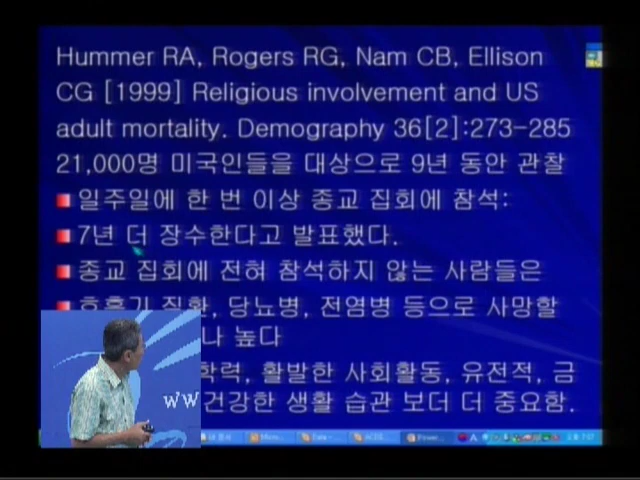 Hummer RA, Rogers RG, Nam CB, Ellison
CG [1999] Religious involvement and US
adult mortality. Demography 36[2]:273-285
21,000명 미국인들을 대상으로 9년 동안 관찰
일주일에 한 번 이상 종교 집회에 참석:
7년 더 장수한다고 발표했다.
종교 집회에 전혀 참석하지 않는 사람들은
호흡기 질환, 당뇨병, 전염병 등으로 사망할
나 높다
학력, 활발한 사회활동, 유전적, 금
건강한 생활 습관 보더 더 중요함.
ww